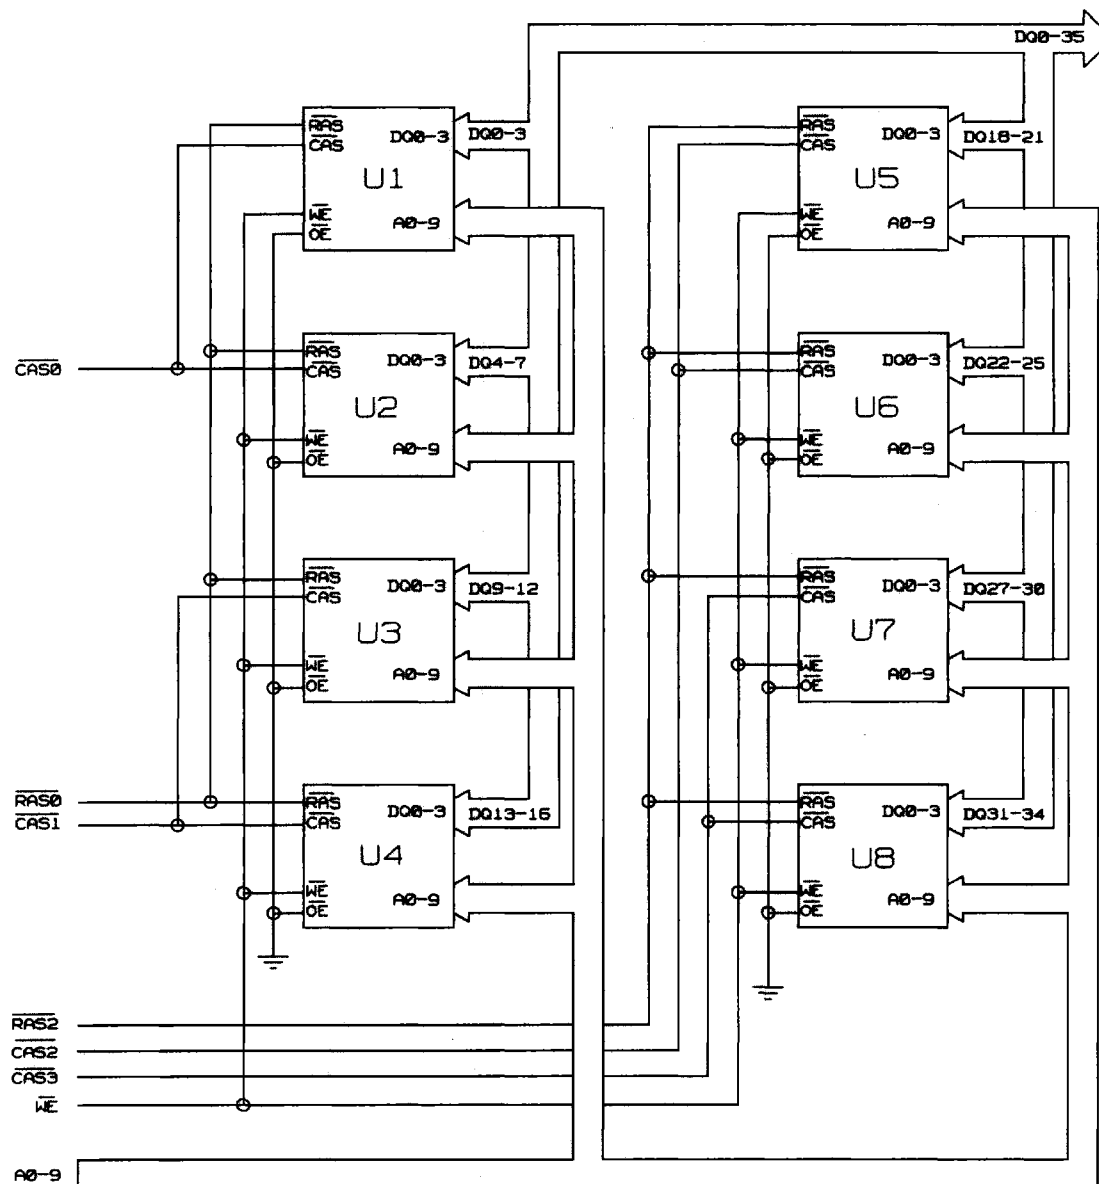 DQ0-35
RAS
CAS
DQ0-3
DQ0-3
U1
WE
OE
A0-9
RAS
CAS
DQ0-3
DQ18-21
U5
WE
OE
A0-9
CAS0
RAS
CAS
DQ0-3
DQ4-7
U2
WE
OE
A0-9
RAS
CAS
DQ0-3
DQ22-25
U6
WE
OE
A0-9
RAS
CAS
DQ0-3
DQ9-12
U3
WE
OE
A0-9
RAS
CAS
DQ0-3
DQ27-30
U7
WE
OE
A0-9
RAS0
CAS1
RAS
CAS
DQ0-3
DQ13-16
U4
WE
OE
A0-9
RAS
CAS
DQ0-3
DQ31-34
U8
WE
OE
A0-9
RAS2
CAS2
CAS3
WE
A0-9